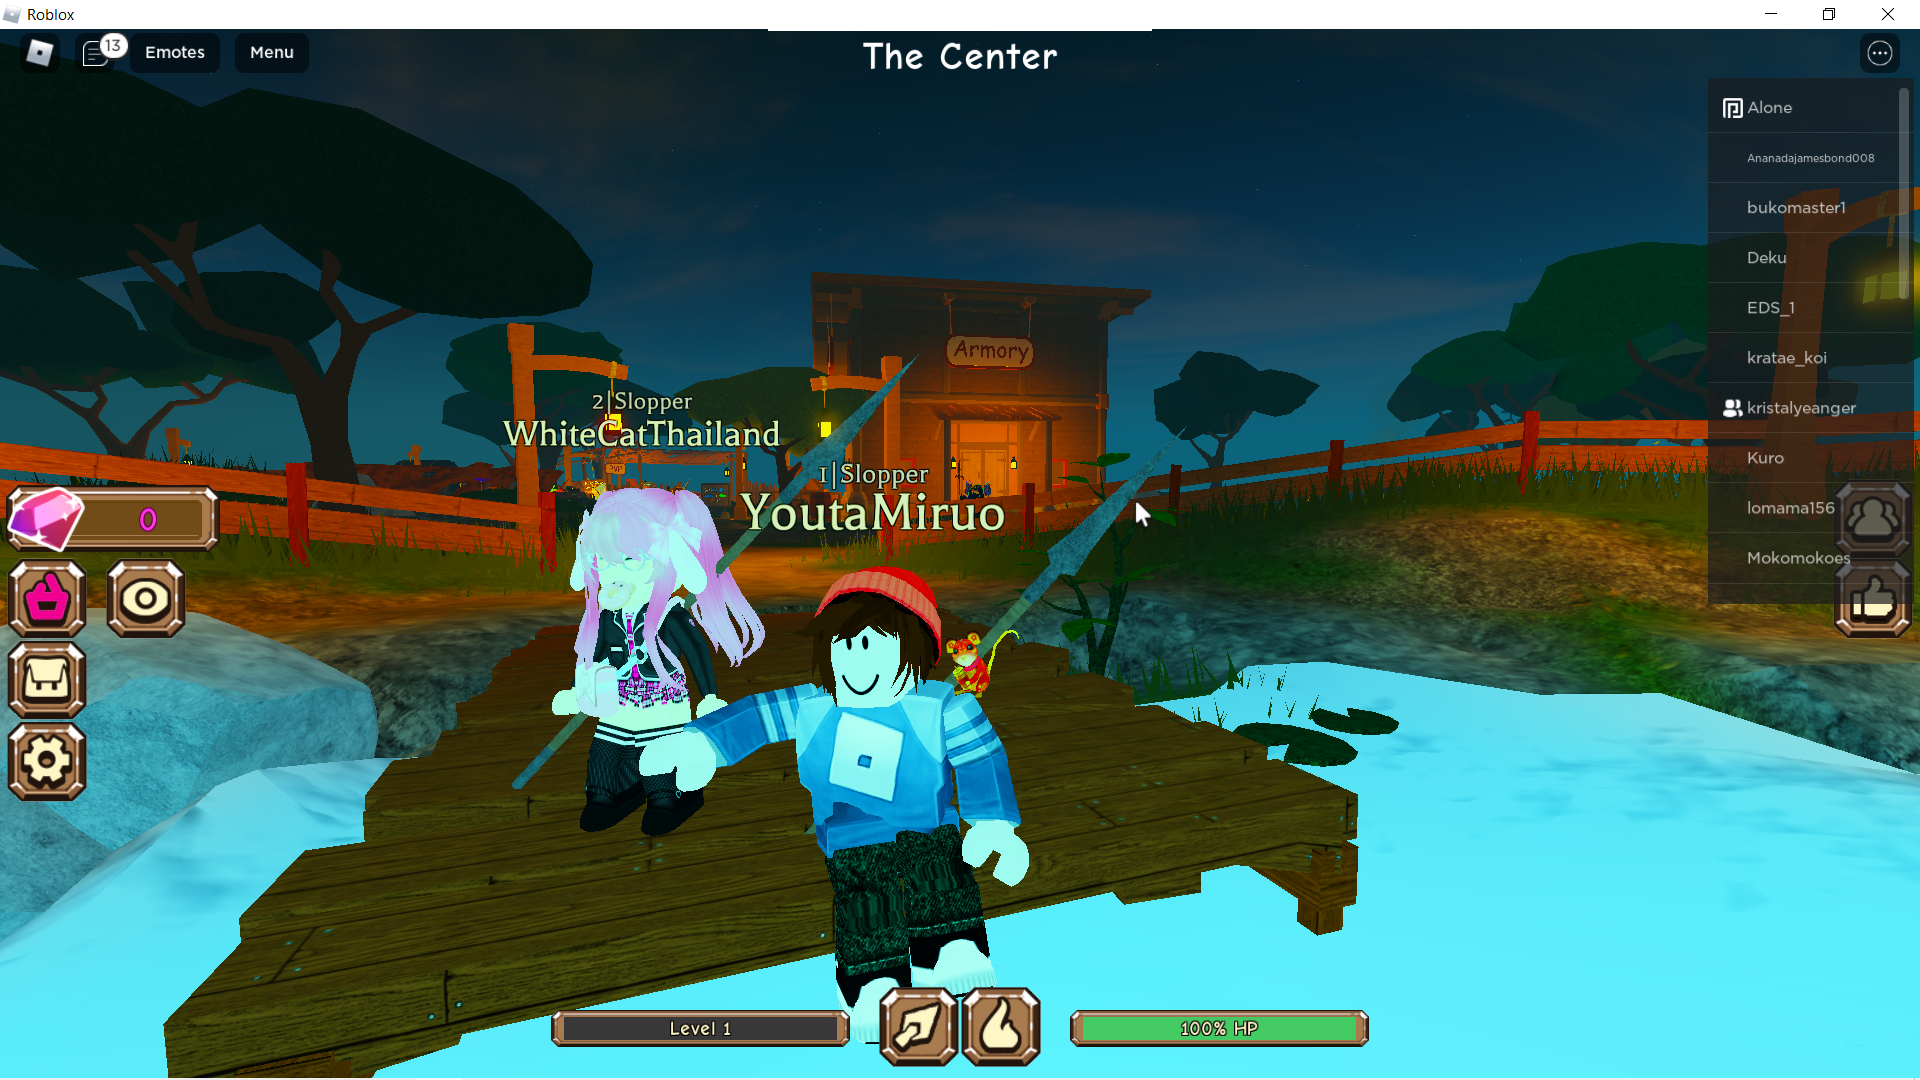 Roblox
13
Emotes
Menu
The Center
Alone
Ananadajamesbond008
bukomaster1
Deku
EDS_1
kratae_koi
kristalyeanger
Kuro
lomama156
Mokomokoes
Armory
2|Slopper
WhiteCatThailand
1|Slopper
YoutaMiruo
0
Level 1
100% HP